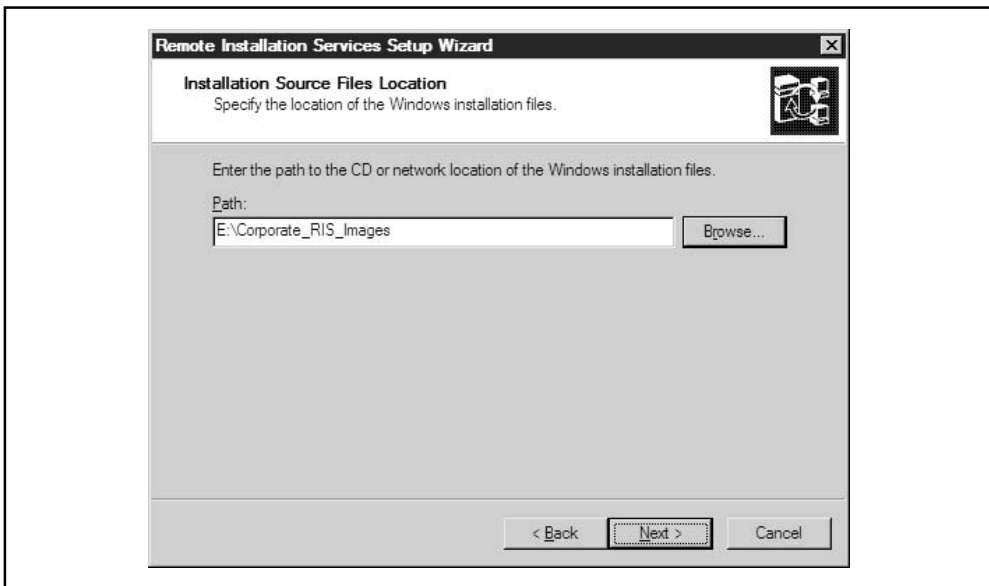 Remote Installation Services Setup Wizard
Installation Source Files Location
Specify the location of the Windows installation files.
Enter the path to the CD or network location of the Windows installation files.
Path:
E:\Corporate_RIS_Images
Browse...
< Back
Next >
Cancel